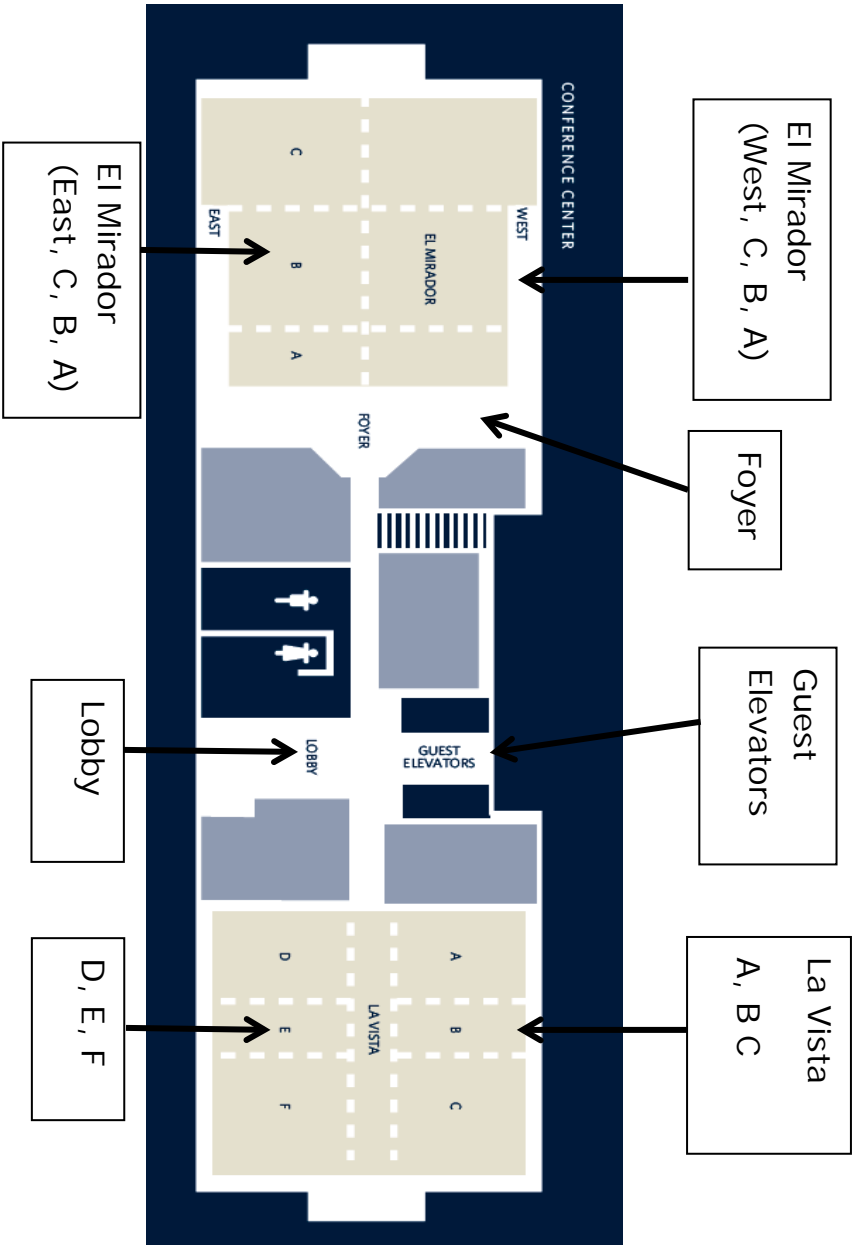 El Mirador
(West, C, B, A)
Foyer
Guest
Elevators
La Vista
A, B C
CONFERENCE CENTER
WEST
EL MIRADOR
C
B
A
EAST
FOYER
GUEST
ELEVATORS
LOBBY
A
B
C
LA VISTA
D
E
F
El Mirador
(East, C, B, A)
Lobby
D, E, F